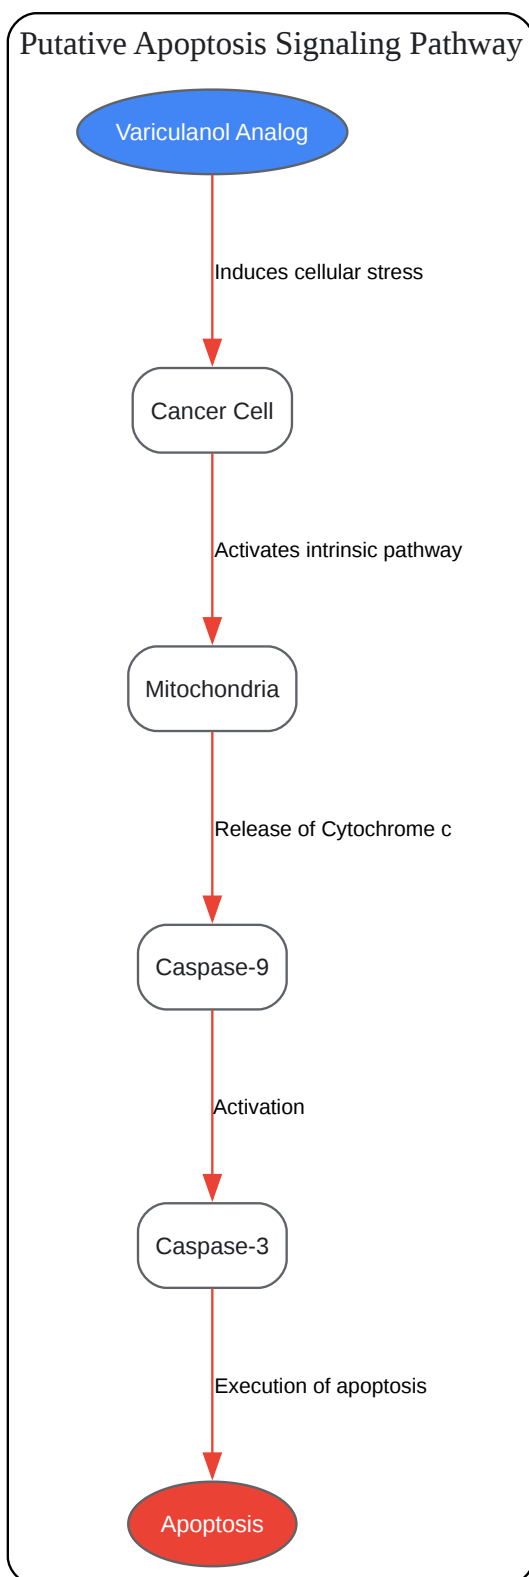 Putative Apoptosis Signaling Pathway
Variculanol Analog
Induces cellular stress
Cancer Cell
Activates intrinsic pathway
Mitochondria
Release of Cytochrome c
Caspase-9
Activation
Caspase-3
Execution of apoptosis
Apoptosis